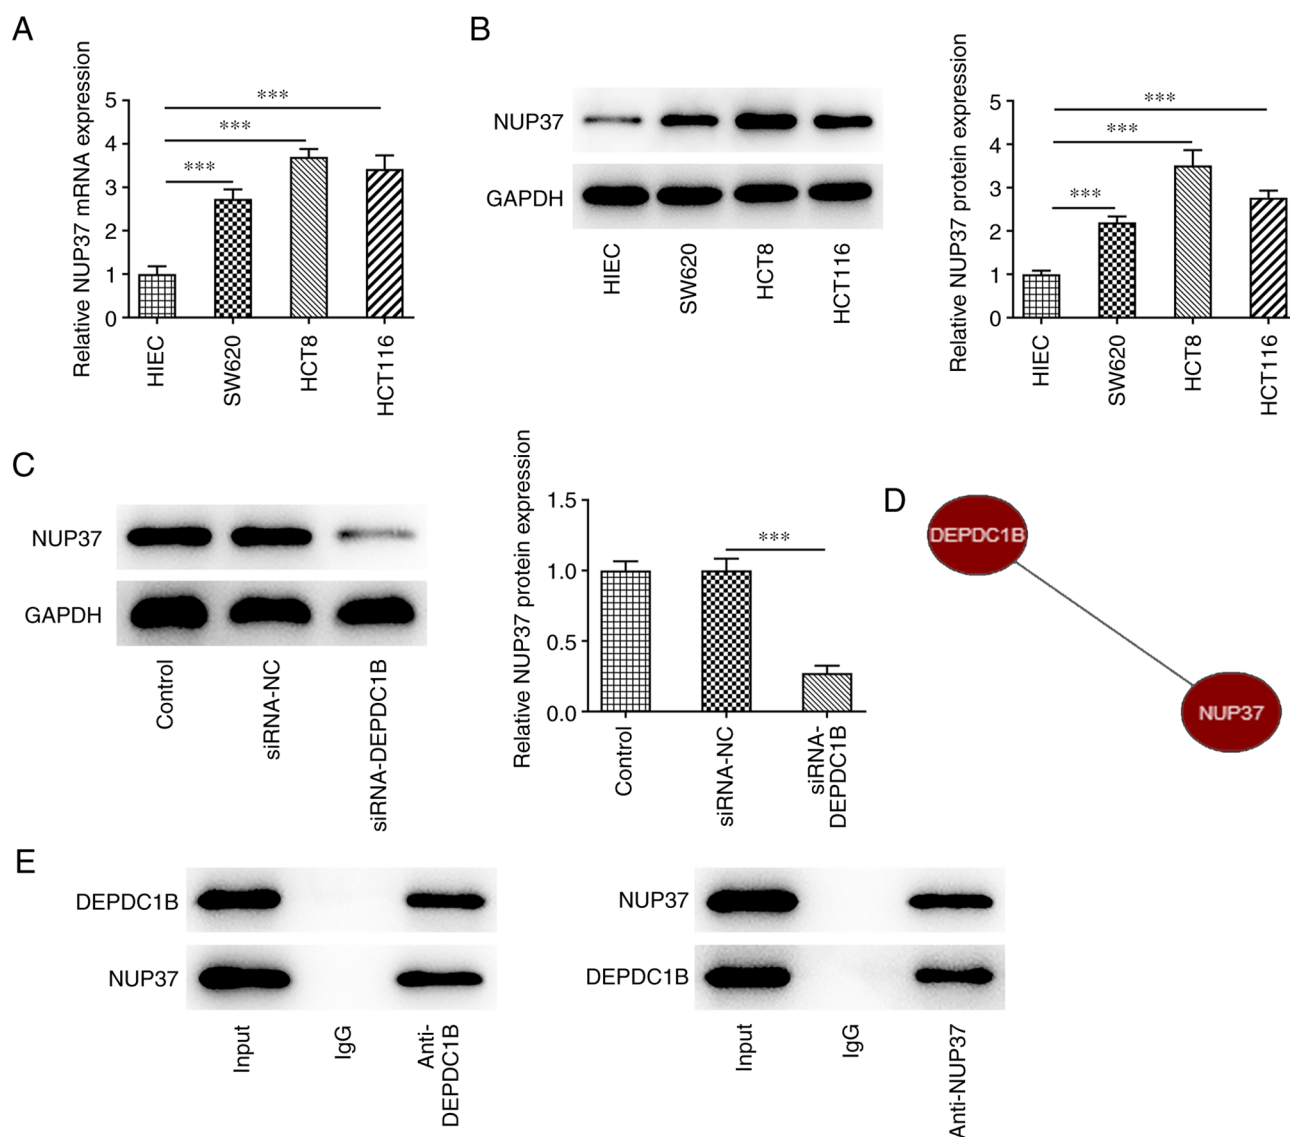 A
Relative NUP37 mRNA expression
5
4
3
2
1
0
***
***
***
HIEC
SW620
HCT8
HCT116
B
NUP37
GAPDH
HIEC
SW620
HCT8
HCT116
Relative NUP37 protein expression
5
4
3
2
1
0
***
***
***
HIEC
SW620
HCT8
HCT116
C
NUP37
GAPDH
Control
siRNA-NC
siRNA-DEPDC1B
Relative NUP37 protein expression
1.5
1.0
0.5
0.0
***
Control
siRNA-NC
siRNA-
DEPDC1B
D
DEPDC1B
NUP37
E
DEPDC1B
NUP37
Input
IgG
Anti-
DEPDC1B
NUP37
DEPDC1B
Input
IgG
Anti-NUP37